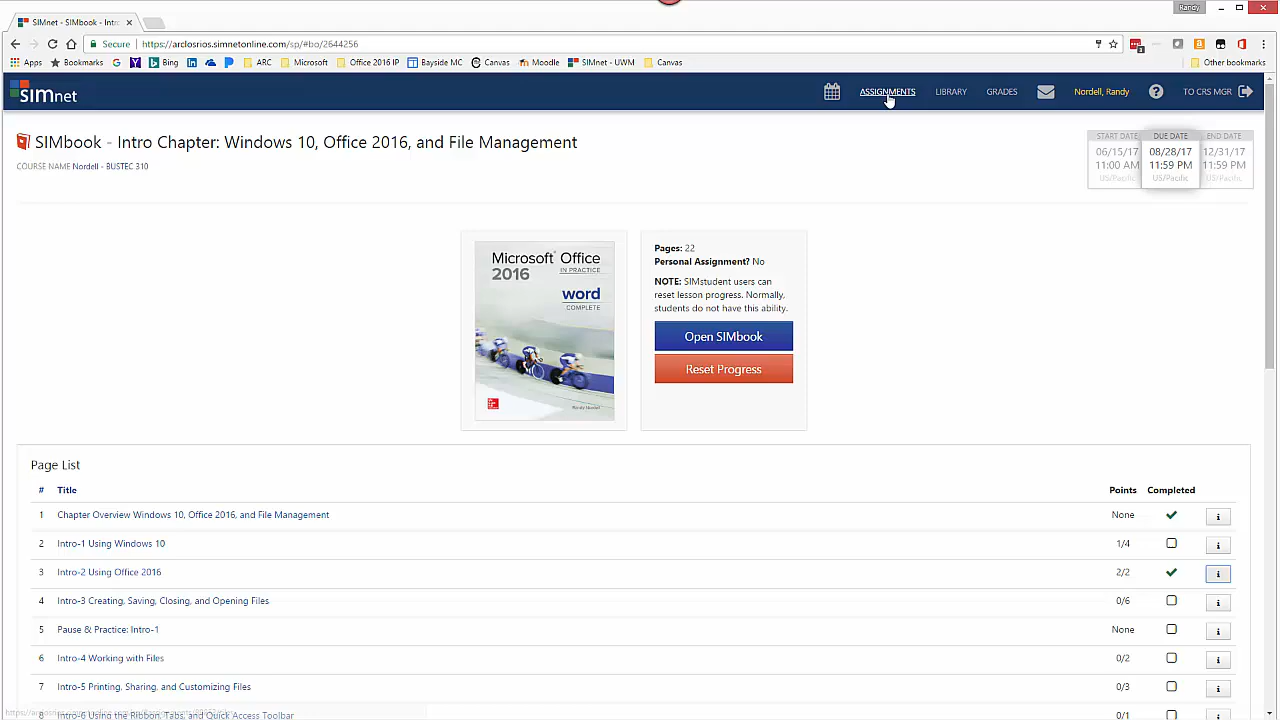 Randy
SIMnet - SIMbook - Intro
Secure https://arclosrios.simnetonline.com/sp/#bo/2644256
Apps Bookmarks Bing ARC Microsoft Office 2016 IP Bayside MC Canvas Moodle SIMnet - UWM Canvas Other bookmarks
SIMnet ASSIGNMENTS LIBRARY GRADES Nordell, Randy TO CRS MGR
SIMbook - Intro Chapter: Windows 10, Office 2016, and File Management
COURSE NAME Nordell - BUSTEC 310
START DATE DUE DATE END DATE
06/15/17 08/28/17 12/31/17
11:00 AM 11:59 PM 11:59 PM
US/Pacific US/Pacific US/Pacific
Microsoft Office
2016 IN PRACTICE
word
COMPLETE
Randy Nordell
Pages: 22
Personal Assignment? No
NOTE: SIMstudent users can
reset lesson progress. Normally,
students do not have this ability.
Open SIMbook
Reset Progress
Page List
# Title Points Completed
1 Chapter Overview Windows 10, Office 2016, and File Management None
2 Intro-1 Using Windows 10 1/4
3 Intro-2 Using Office 2016 2/2
4 Intro-3 Creating, Saving, Closing, and Opening Files 0/6
5 Pause & Practice: Intro-1 None
6 Intro-4 Working with Files 0/2
7 Intro-5 Printing, Sharing, and Customizing Files 0/3
8 Intro-6 Using the Ribbon, Tabs, and Quick Access Toolbar 0/1